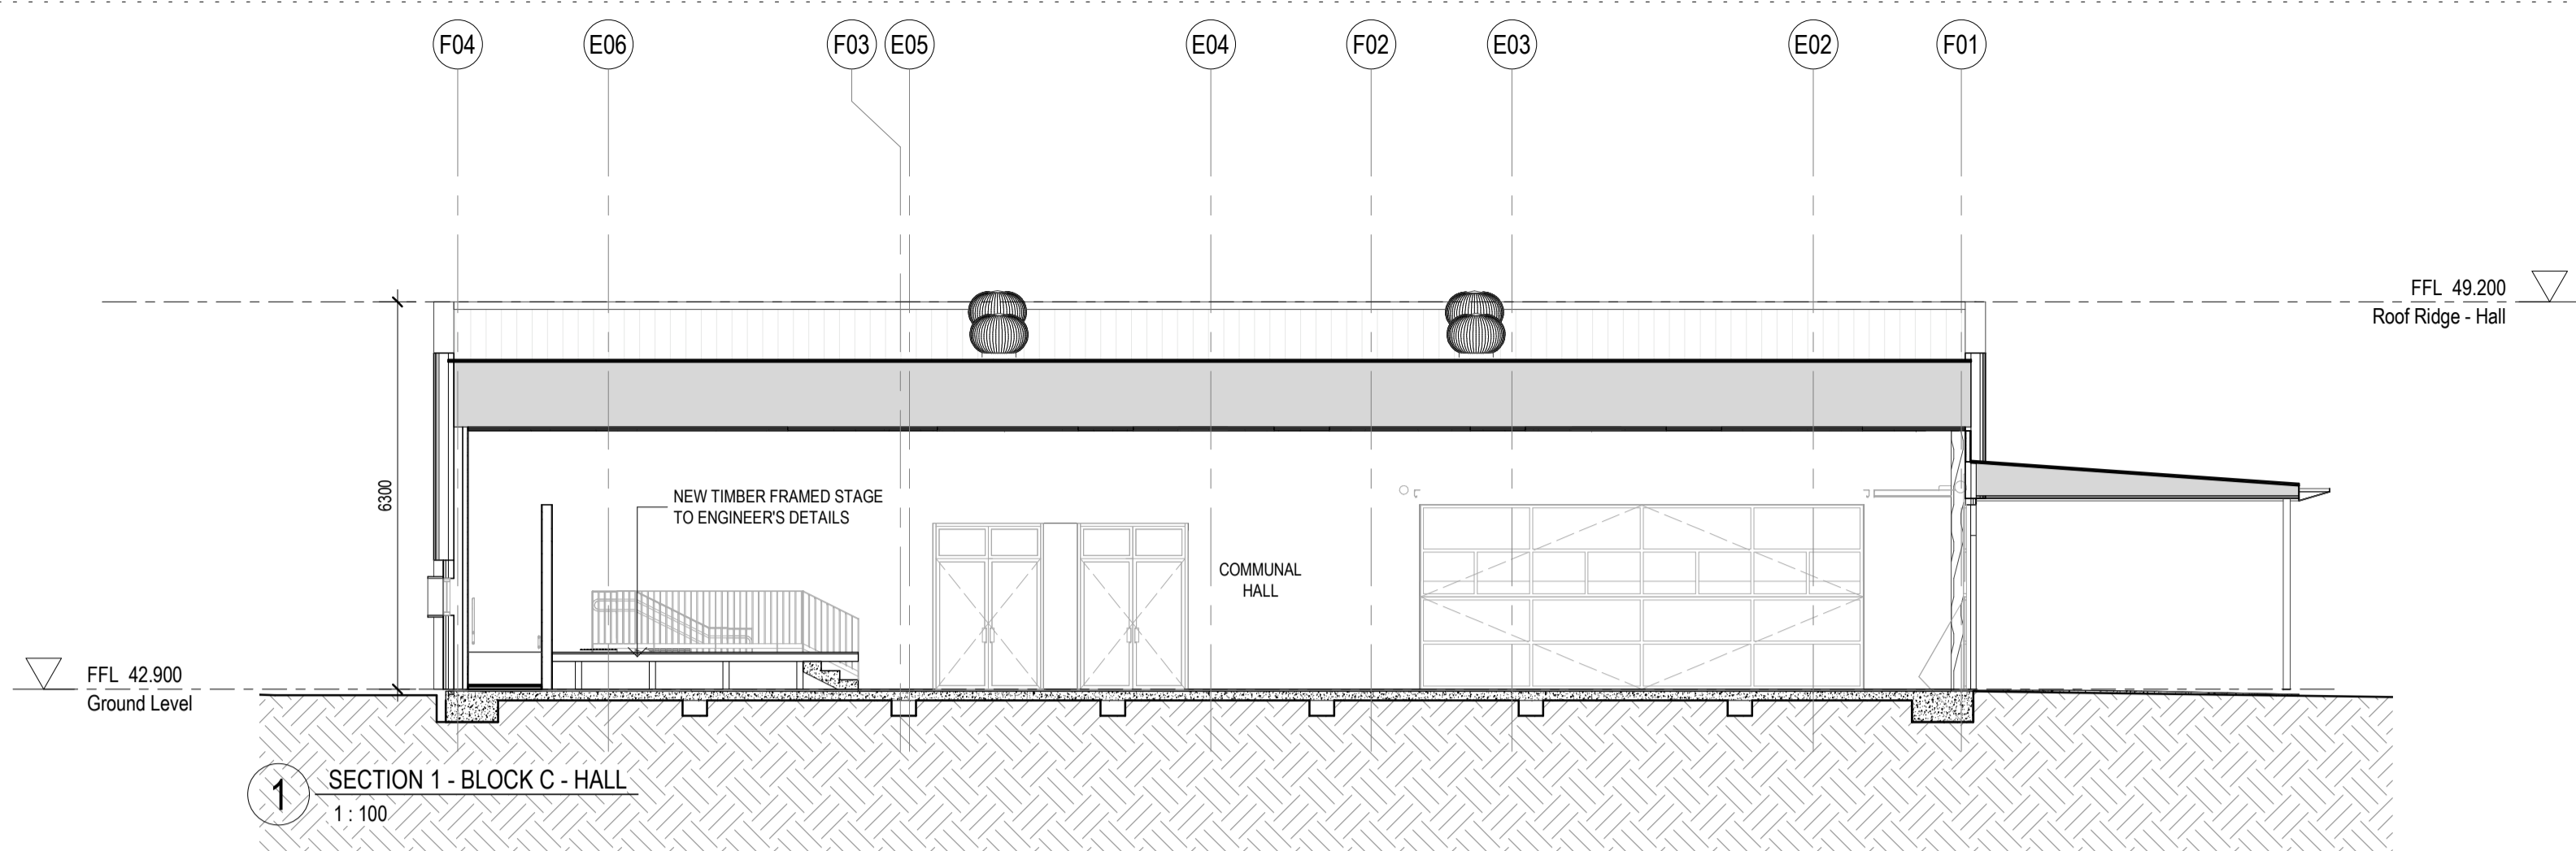 F04
E06
F03
E05
E04
F02
E03
E02
F01
FFL 49.200
Roof Ridge - Hall
6300
NEW TIMBER FRAMED STAGE
TO ENGINEER'S DETAILS
COMMUNAL
HALL
FFL 42.900
Ground Level
1
SECTION 1 - BLOCK C - HALL
1 : 100